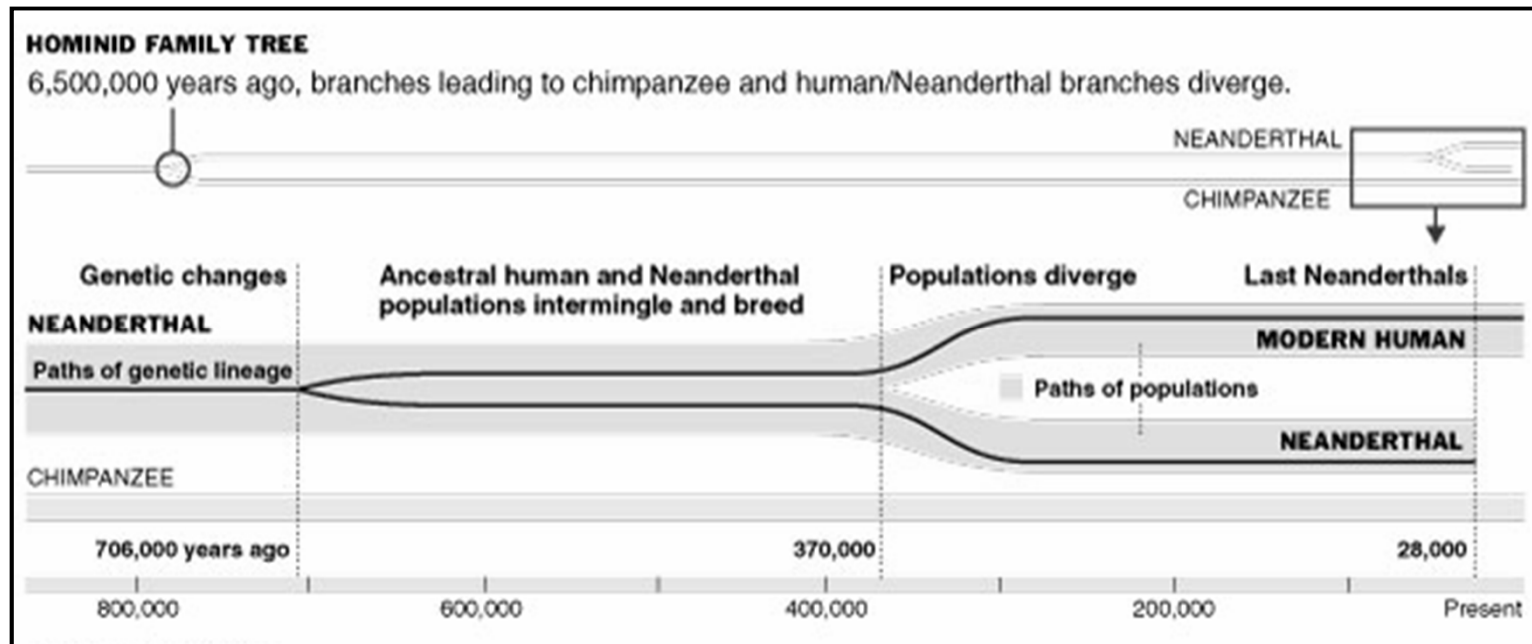 HOMINID FAMILY TREE
6,500,000 years ago, branches leading to chimpanzee and human/Neanderthal branches diverge.
NEANDERTHAL
CHIMPANZEE
Genetic changes
Ancestral human and Neanderthal
populations intermingle and breed
Populations diverge
Last Neanderthals
NEANDERTHAL
Paths of genetic lineage
MODERN HUMAN
Paths of populations
NEANDERTHAL
CHIMPANZEE
706,000 years ago
370,000
28,000
800,000
600,000
400,000
200,000
Present